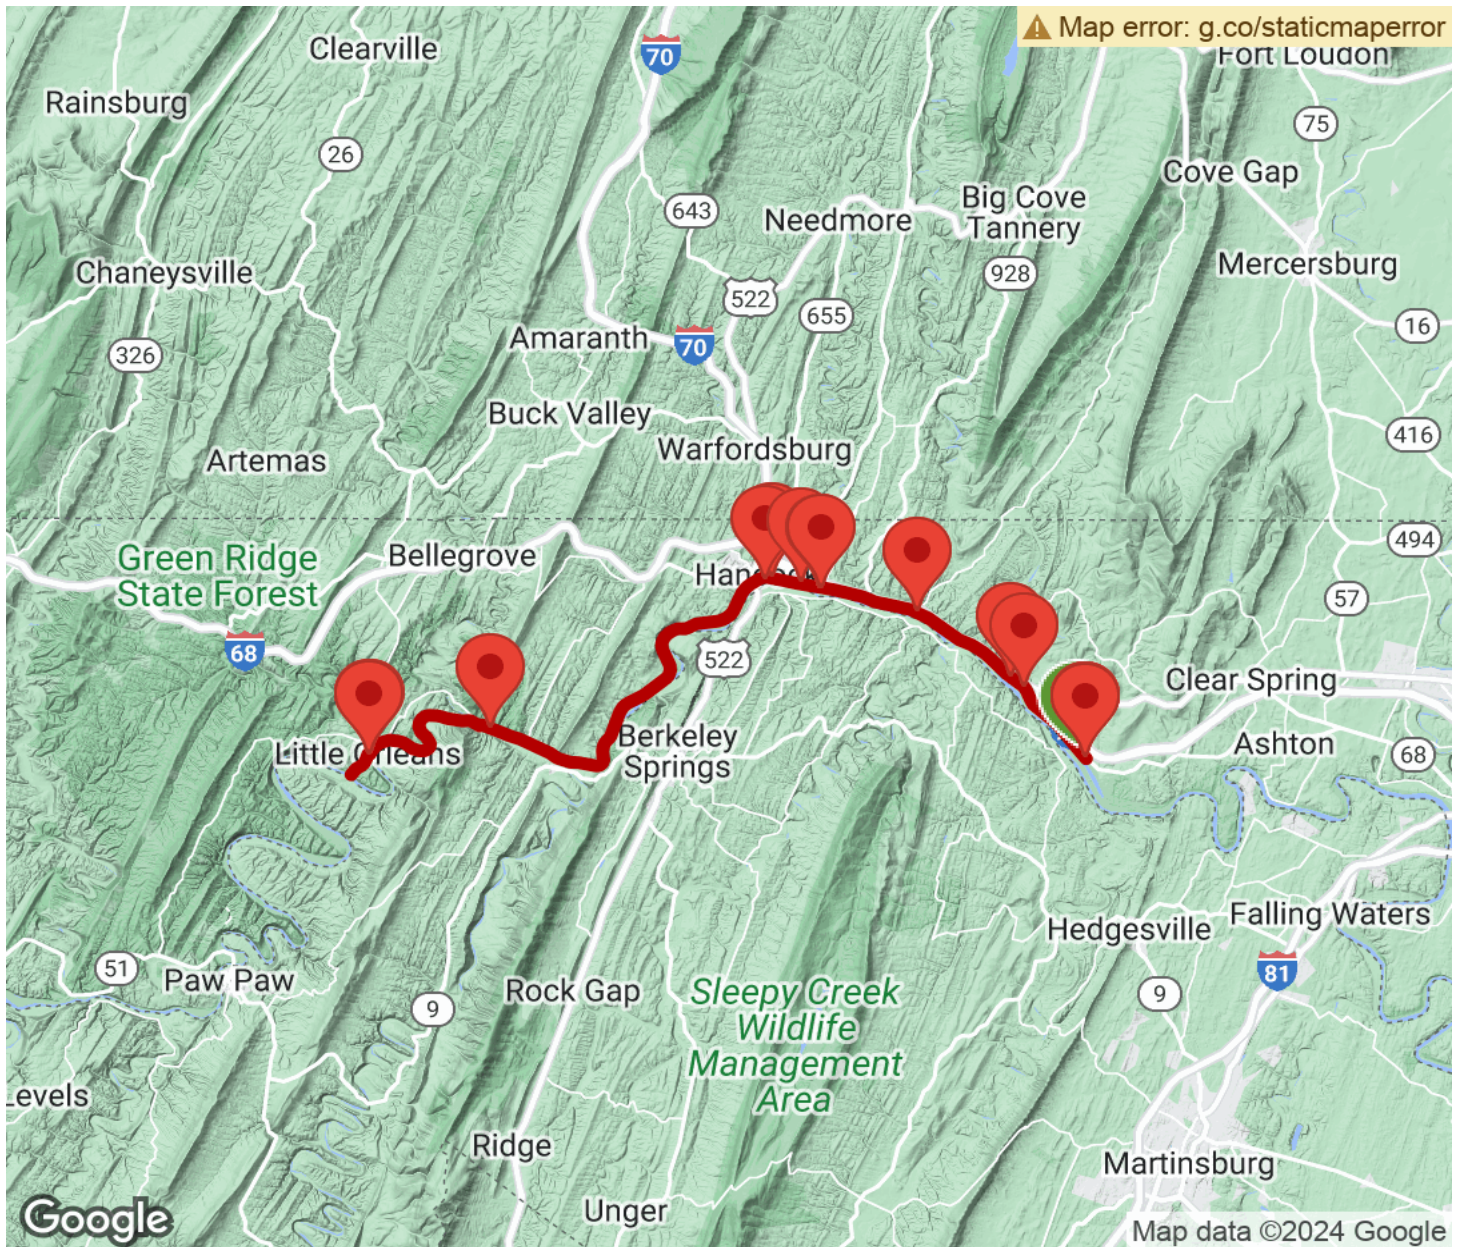 Map error: g.co/staticmaperror
Clearville
70
Fort Loudon
Rainsburg
75
26
Cove Gap
643
Needmore
Big Cove
Tannery
Chaneysville
928
Mercersburg
522
655
16
Amaranth
70
326
Buck Valley
416
Warfordsburg
Artemas
494
Green Ridge
State Forest
Bellegrove
57
68
522
Clear Spring
Berkeley
Springs
Ashton
68
Hedgesville
Falling Waters
51
Paw Paw
81
9
9
Rock Gap
Sleepy Creek
Wildlife
Management
Area
Levels
Ridge
Martinsburg
Unger
Google
Map data ©2024 Google